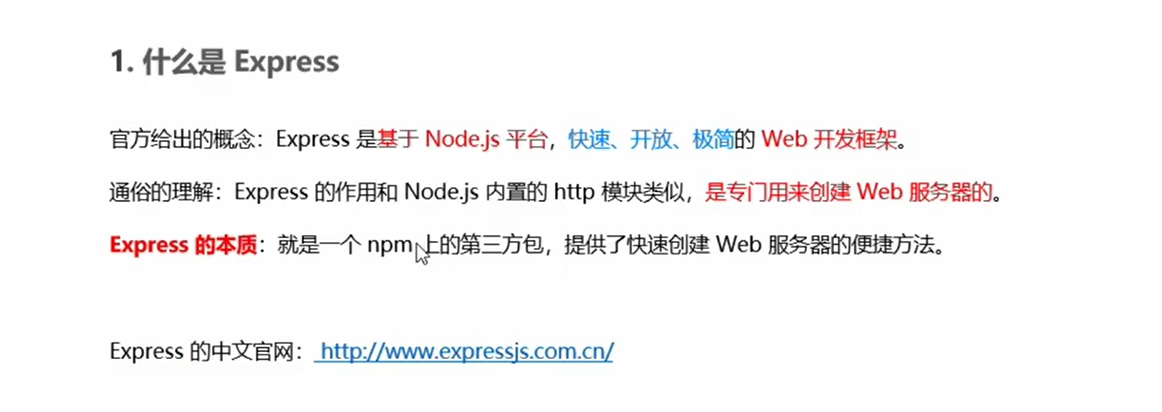 1. 什么是 Express
官方给出的概念：Express 是基于 Node.js 平台，快速、开放、极简的 Web 开发框架。
通俗的理解：Express 的作用和 Node.js 内置的 http 模块类似，是专门用来创建 Web 服务器的。
Express 的本质：就是一个 npm 上的第三方包，提供了快速创建 Web 服务器的便捷方法。
Express 的中文官网： http://www.expressjs.com.cn/